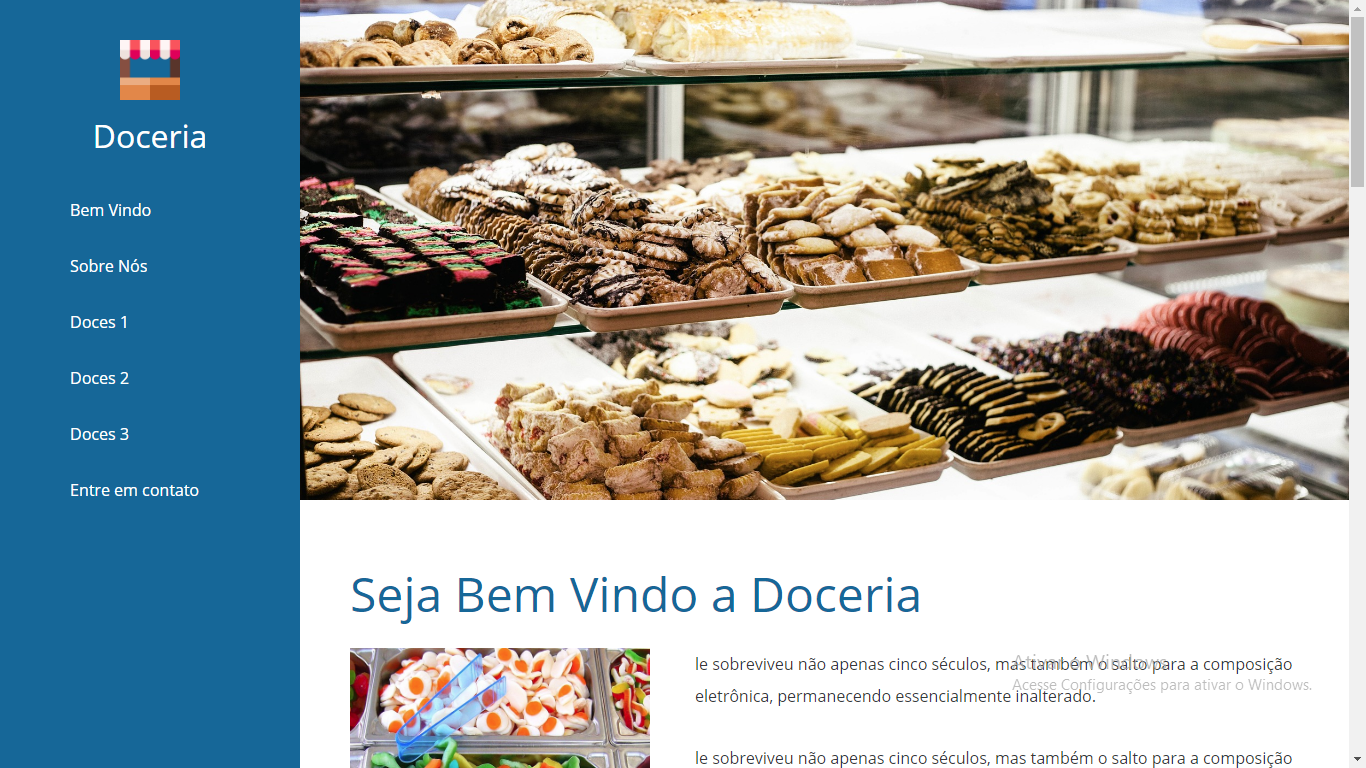 Doceria
Bem Vindo
Sobre Nós
Doces 1
Doces 2
Doces 3
Entre em contato
Seja Bem Vindo a Doceria
le sobreviveu não apenas cinco séculos, mas também o salto para a composição
eletrônica, permanecendo essencialmente inalterado.
le sobreviveu não apenas cinco séculos, mas também o salto para a composição
Ativar o Windows
Acesse Configurações para ativar o Windows.